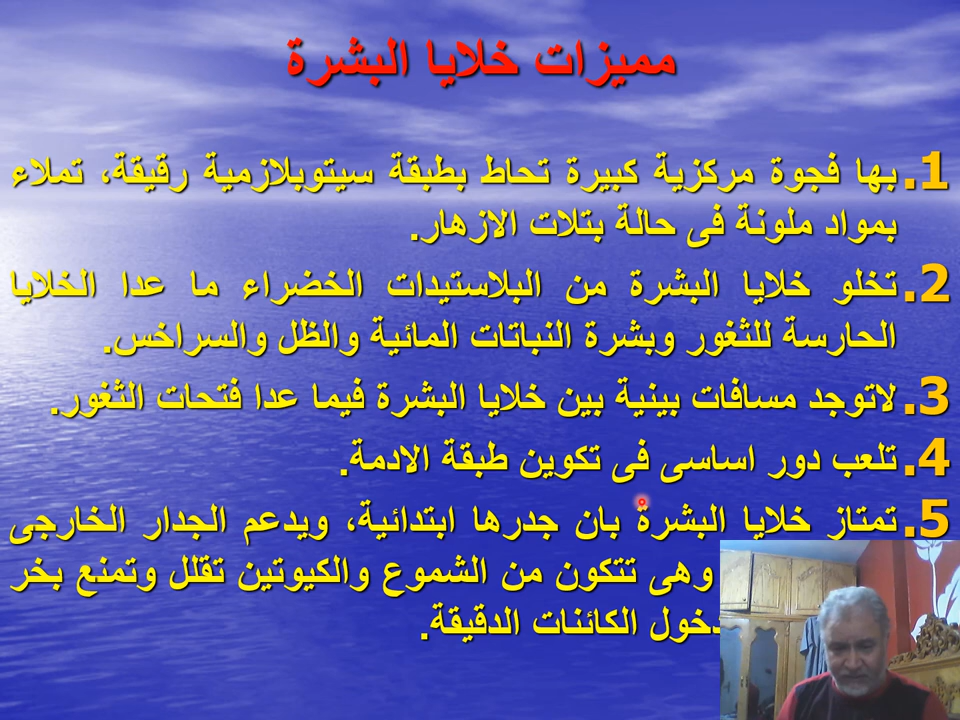 مميزات خلايا البشرة
1. بها فجوة مركزية كبيرة تحاط بطبقة سيتوبلازمية رقيقة، تملاء
بمواد ملونة فى حالة بتلات الازهار.
2. تخلو خلايا البشرة من البلاستيدات الخضراء ما عدا الخلايا
الحارسة للثغور وبشرة النباتات المائية والظل والسراخس.
3. لاتوجد مسافات بينية بين خلايا البشرة فيما عدا فتحات الثغور.
4. تلعب دور اساسى فى تكوين طبقة الادمة.
5. تمتاز خلايا البشرة بان جدرها ابتدائية، ويدعم الجدار الخارجى
وهى تتكون من الشموع والكيوتين تقلل وتمنع بخر
الكائنات الدقيقة.